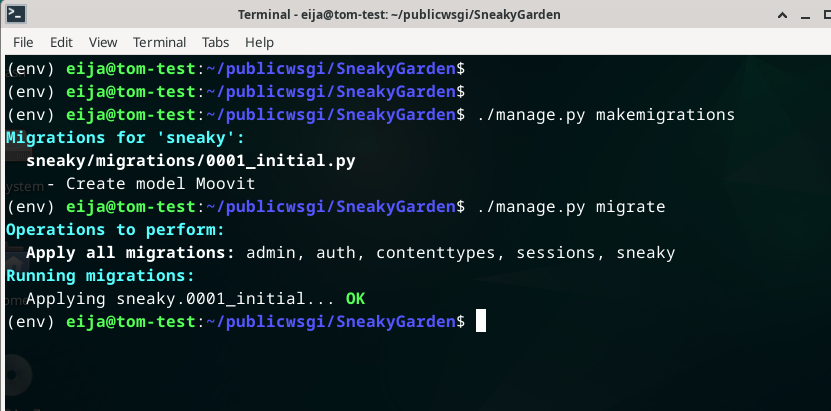 Terminal - eija@tom-test: ~/publicwsgi/SneakyGarden
File Edit View Terminal Tabs Help
(env) eija@tom-test:~/publicwsgi/SneakyGarden$
(env) eija@tom-test:~/publicwsgi/SneakyGarden$
(env) eija@tom-test:~/publicwsgi/SneakyGarden$ ./manage.py makemigrations
Migrations for 'sneaky':
sneaky/migrations/0001_initial.py
- Create model Moovit
(env) eija@tom-test:~/publicwsgi/SneakyGarden$ ./manage.py migrate
Operations to perform:
Apply all migrations: admin, auth, contenttypes, sessions, sneaky
Running migrations:
Applying sneaky.0001_initial... OK
(env) eija@tom-test:~/publicwsgi/SneakyGarden$